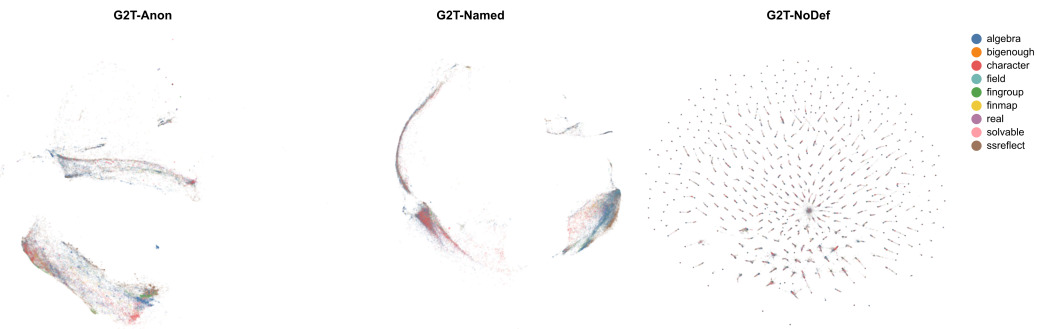 G2T-Anon
G2T-Named
G2T-NoDef
algebra
bigenough
character
field
fingroup
finmap
real
solvable
ssreflect